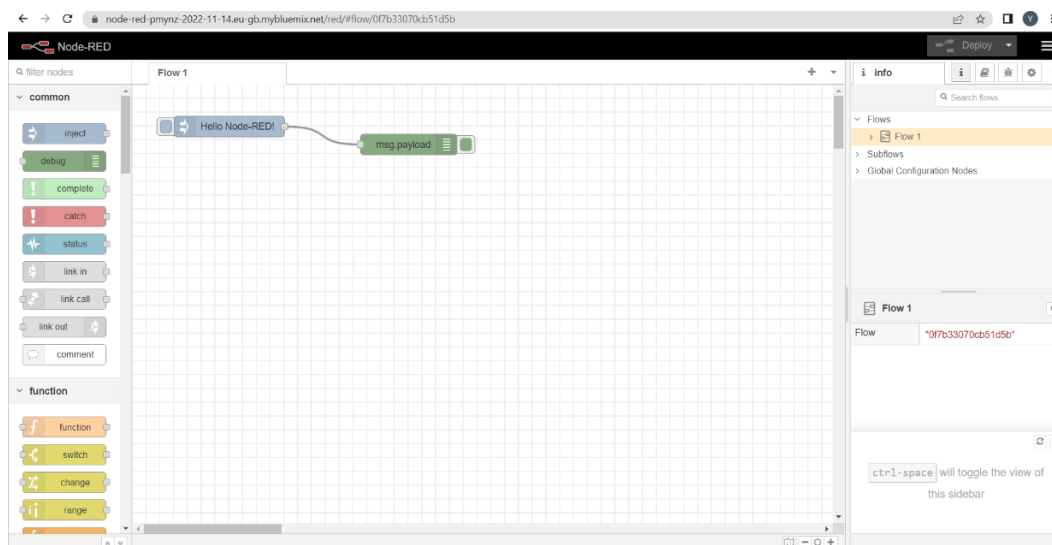 node-red-pmynz-2022-11-14.eu-gb.mybluemix.net/red/#flow/0f7b33070cb51d5b
Y
Node-RED
Deploy
filter nodes
Flow 1
i info
i
common
Search flows
inject
Hello Node-RED!
Flows
debug
msg.payload
Flow 1
Subflows
complete
Global Configuration Nodes
catch
status
link in
link call
Flow 1
link out
Flow
"0f7b33070cb51d5b"
comment
function
function
switch
ctrl-space will toggle the view of
change
this sidebar
range